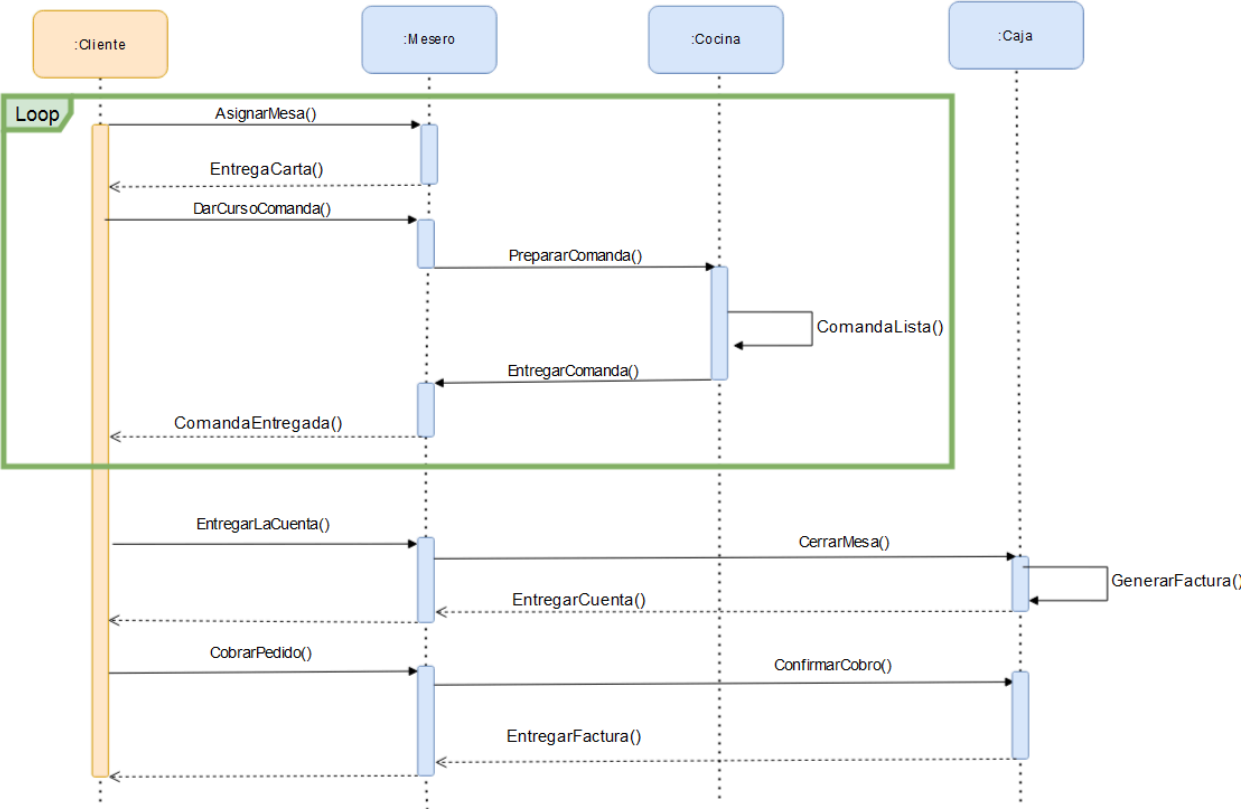 :Cliente
:Mesero
:Cocina
:Caja
Loop
AsignarMesa()
EntregaCarta()
DarCursoComanda()
PrepararComanda()
ComandaLista()
EntregarComanda()
ComandaEntregada()
EntregarLaCuenta()
CerrarMesa()
GenerarFactura()
EntregarCuenta()
CobrarPedido()
ConfirmarCobro()
EntregarFactura()